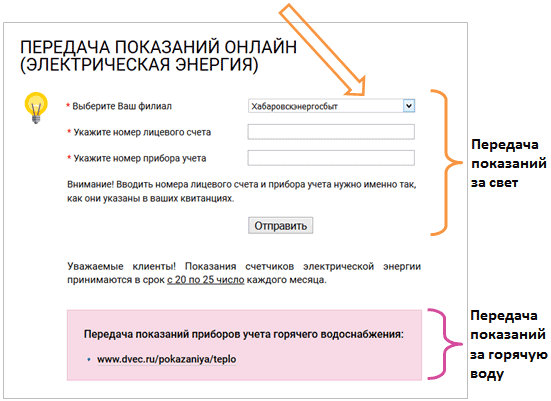 ПЕРЕДАЧА ПОКАЗАНИЙ ОНЛАЙН
(ЭЛЕКТРИЧЕСКАЯ ЭНЕРГИЯ)
* Выберите Ваш филиал
Хабаровскэнергосбыт
* Укажите номер лицевого счета
* Укажите номер прибора учета
Внимание! Вводить номера лицевого счета и прибора учета нужно именно так,
как они указаны в ваших квитанциях.
Отправить
Передача
показаний
за свет
Уважаемые клиенты! Показания счетчиков электрической энергии
принимаются в срок с 20 по 25 число каждого месяца.
Передача показаний приборов учета горячего водоснабжения:
www.dvec.ru/pokazaniya/teplo
Передача
показаний
за горячую
воду